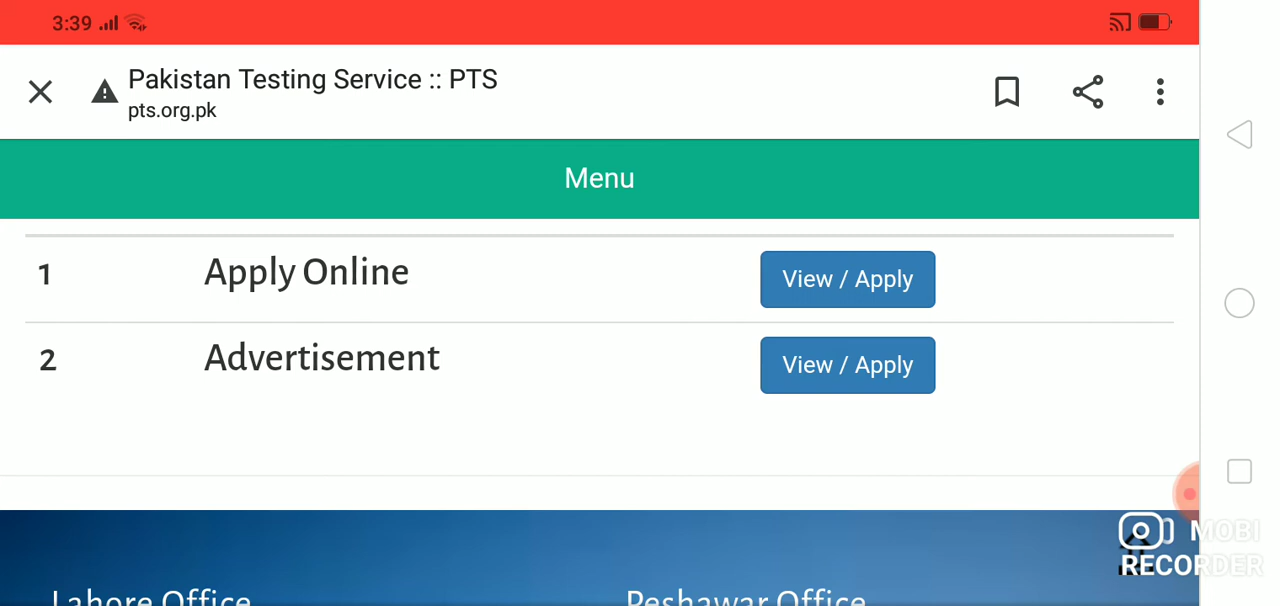 3:39
Pakistan Testing Service :: PTS
pts.org.pk
Menu
1 Apply Online View / Apply
2 Advertisement View / Apply
Lahore Office Peshawar Office
MOBI
RECORDER